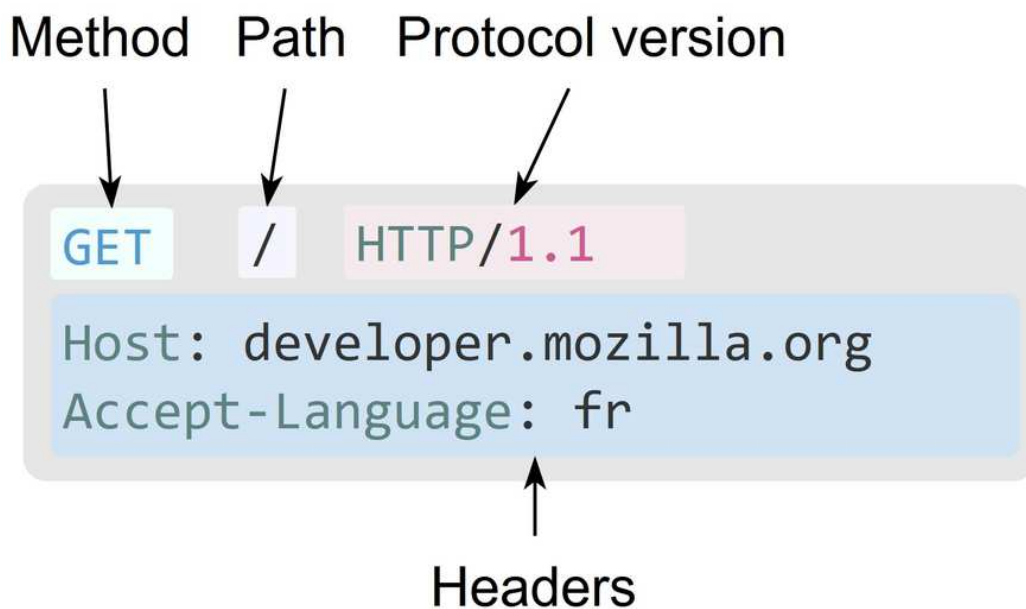 Method Path Protocol version
GET / HTTP/1.1
Host: developer.mozilla.org
Accept-Language: fr
Headers